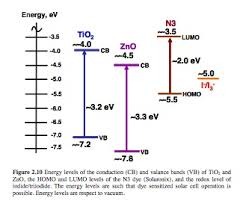 Energy, eV
-3.5
-4.0
-4.5
-5.0
-5.5
-6.0
-6.5
-7.0
-7.5
TiO₂
~4.0
CB
~3.2 eV
VB
~7.2
ZnO
~4.5
CB
~3.3 eV
VB
~7.8
N3
~3.5
LUMO
~2.0 eV
HOMO
~5.5
~5.0
I⁻/I₃⁻
Figure 2.10 Energy levels of the conduction (CB) and valance bands (VB) of TiO₂ and
ZnO, the HOMO and LUMO levels of the N3 dye (Solaronix), and the redox level of
iodide/triiodide. The energy levels are such that dye sensitized solar cell operation is
possible. Energy levels are respect to vacuum.